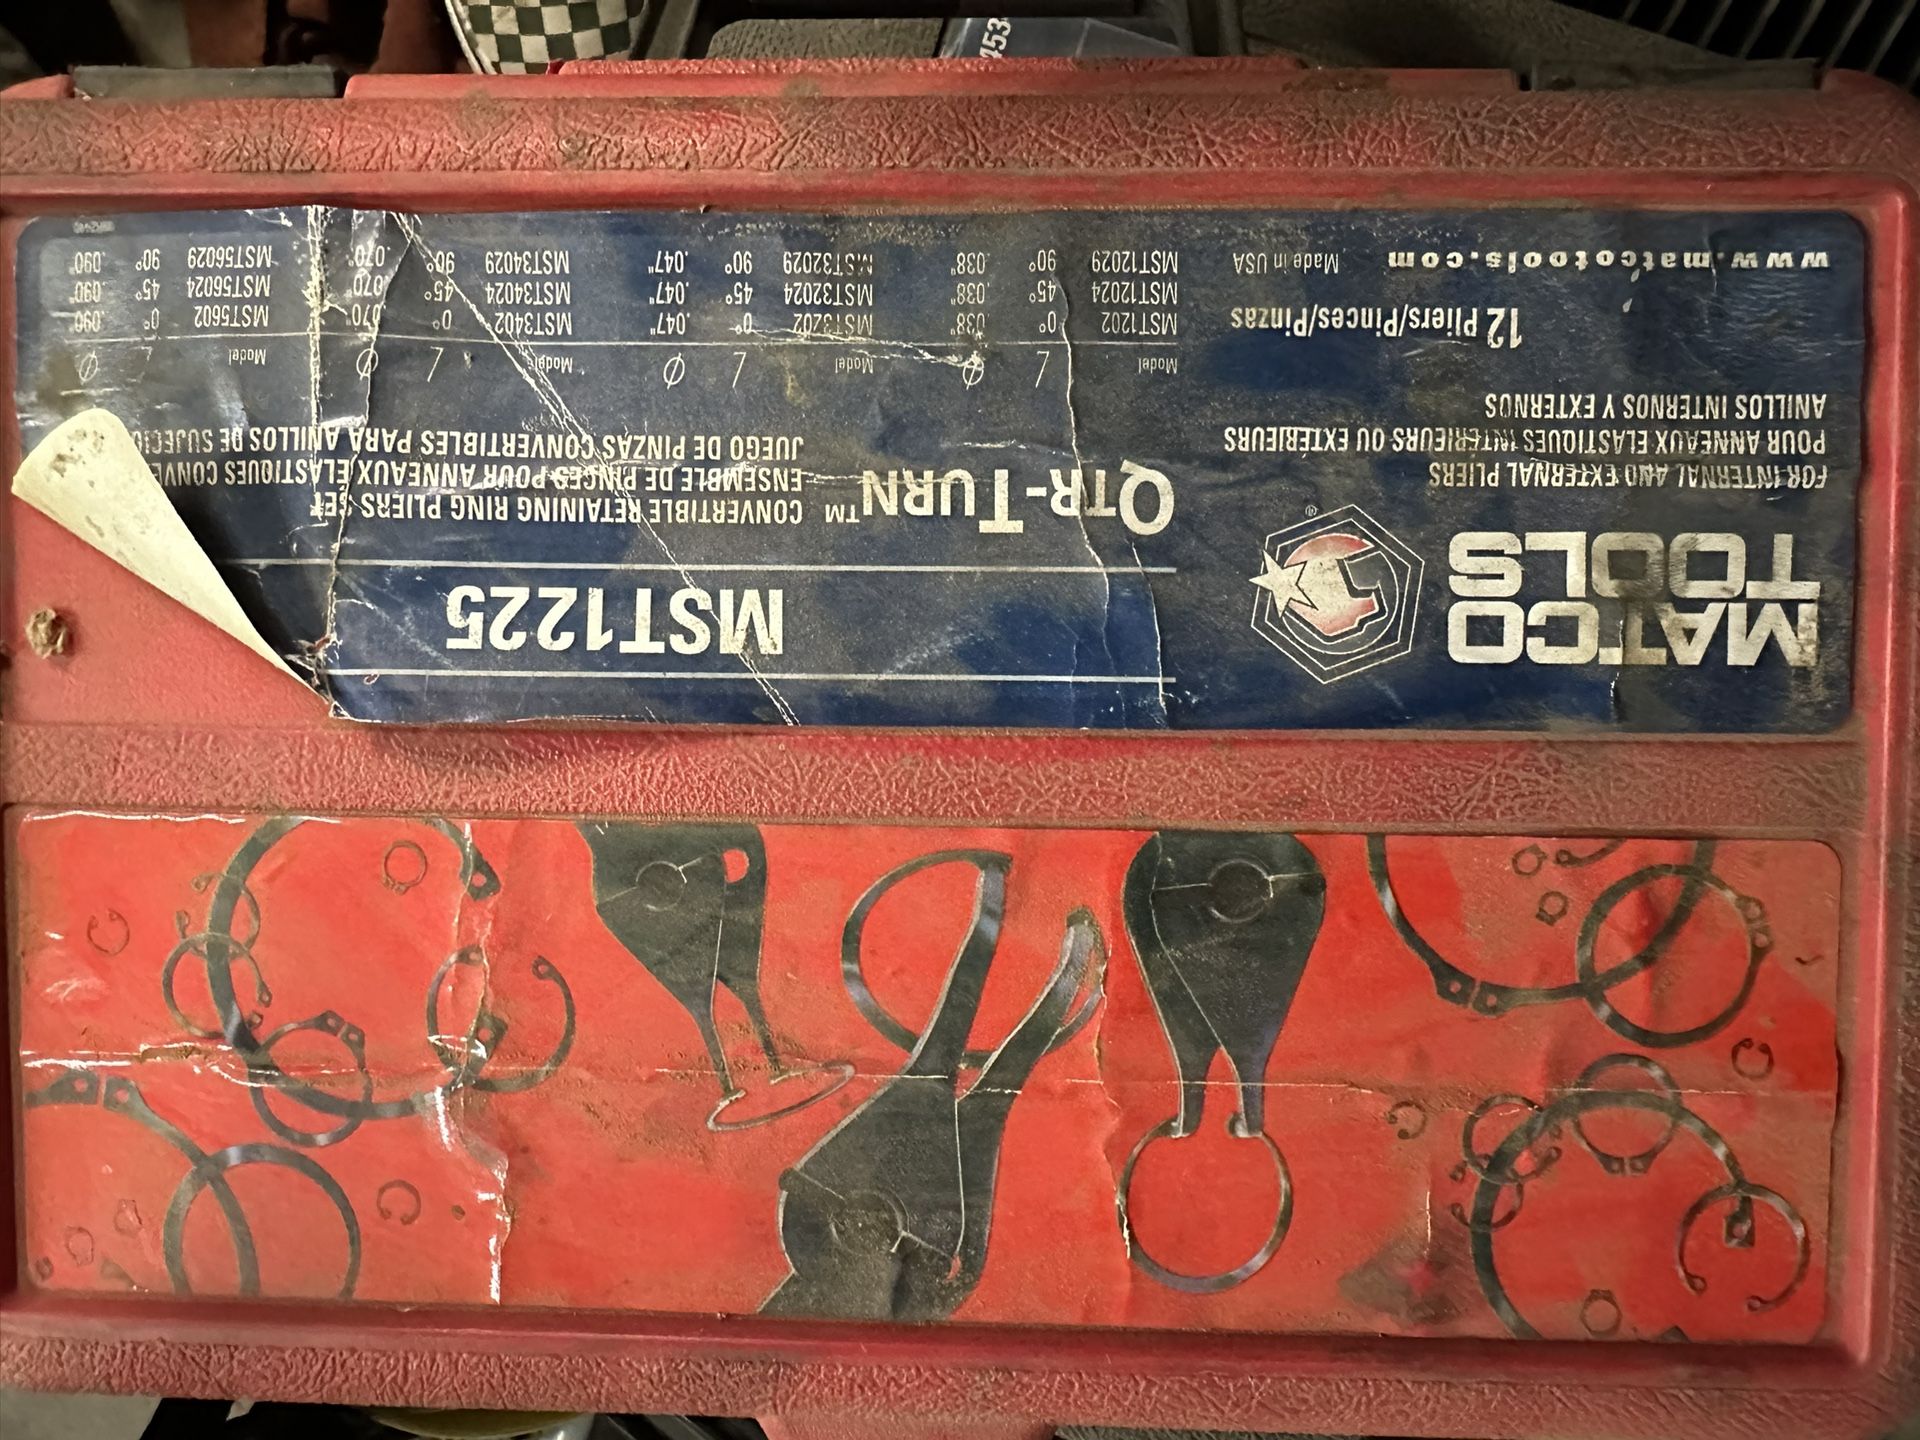 MATCO
TOOLS
®
FOR INTERNAL AND EXTERNAL PLIERS
POUR ANNEAUX ELASTIQUES INTÉRIEURS OU EXTÉRIEURS
ANILLOS INTERNOS Y EXTERNOS
12 Pliers/Pinces/Pinzas
www.matcotools.com Made in USA
MST1225
QTR-TURN™
CONVERTIBLE RETAINING RING PLIERS SET
ENSEMBLE DE PINCES POUR ANNEAUX ELASTIQUES CONVE
JUEGO DE PINZAS CONVERTIBLES PARA ANILLOS DE SUJECIO
Model ∠ Ø Model ∠ Ø Model ∠ Ø Model ∠ Ø
MST1202 0° .038" MST3202 0° .047" MST3402 0° .070" MST5602 0° .090"
MST12024 45° .038" MST32024 45° .047" MST34024 45° .070" MST56024 45° .090"
MST12029 90° .038" MST32029 90° .047" MST34029 90° .070" MST56029 90° .090"
453